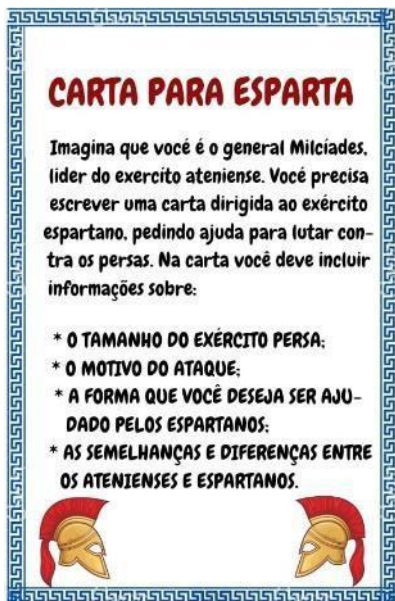 CARTA PARA ESPARTA
Imagina que você é o general Milcíades,
lider do exercito ateniense. Você precisa
escrever uma carta dirigida ao exército
espartano, pedindo ajuda para lutar con-
tra os persas. Na carta você deve incluir
informações sobre:
* O TAMANHO DO EXÉRCITO PERSA;
* O MOTIVO DO ATAQUE;
* A FORMA QUE VOCÊ DESEJA SER AJU-
DADO PELOS ESPARTANOS;
* AS SEMELHANÇAS E DIFERENÇAS ENTRE
OS ATENIENSES E ESPARTANOS.